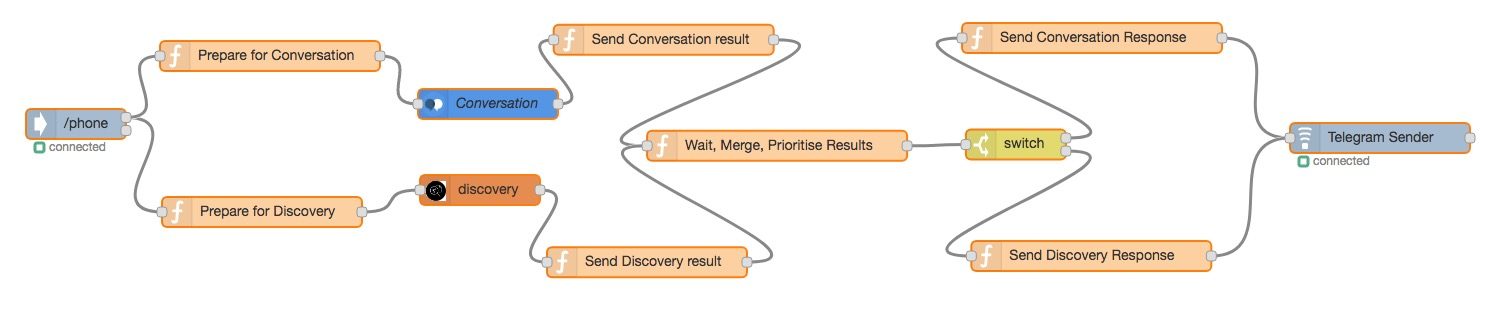 Send Conversation result
Send Conversation Response
Prepare for Conversation
Conversation
/phone
connected
Wait, Merge, Prioritise Results
switch
Telegram Sender
connected
discovery
Prepare for Discovery
Send Discovery result
Send Discovery Response